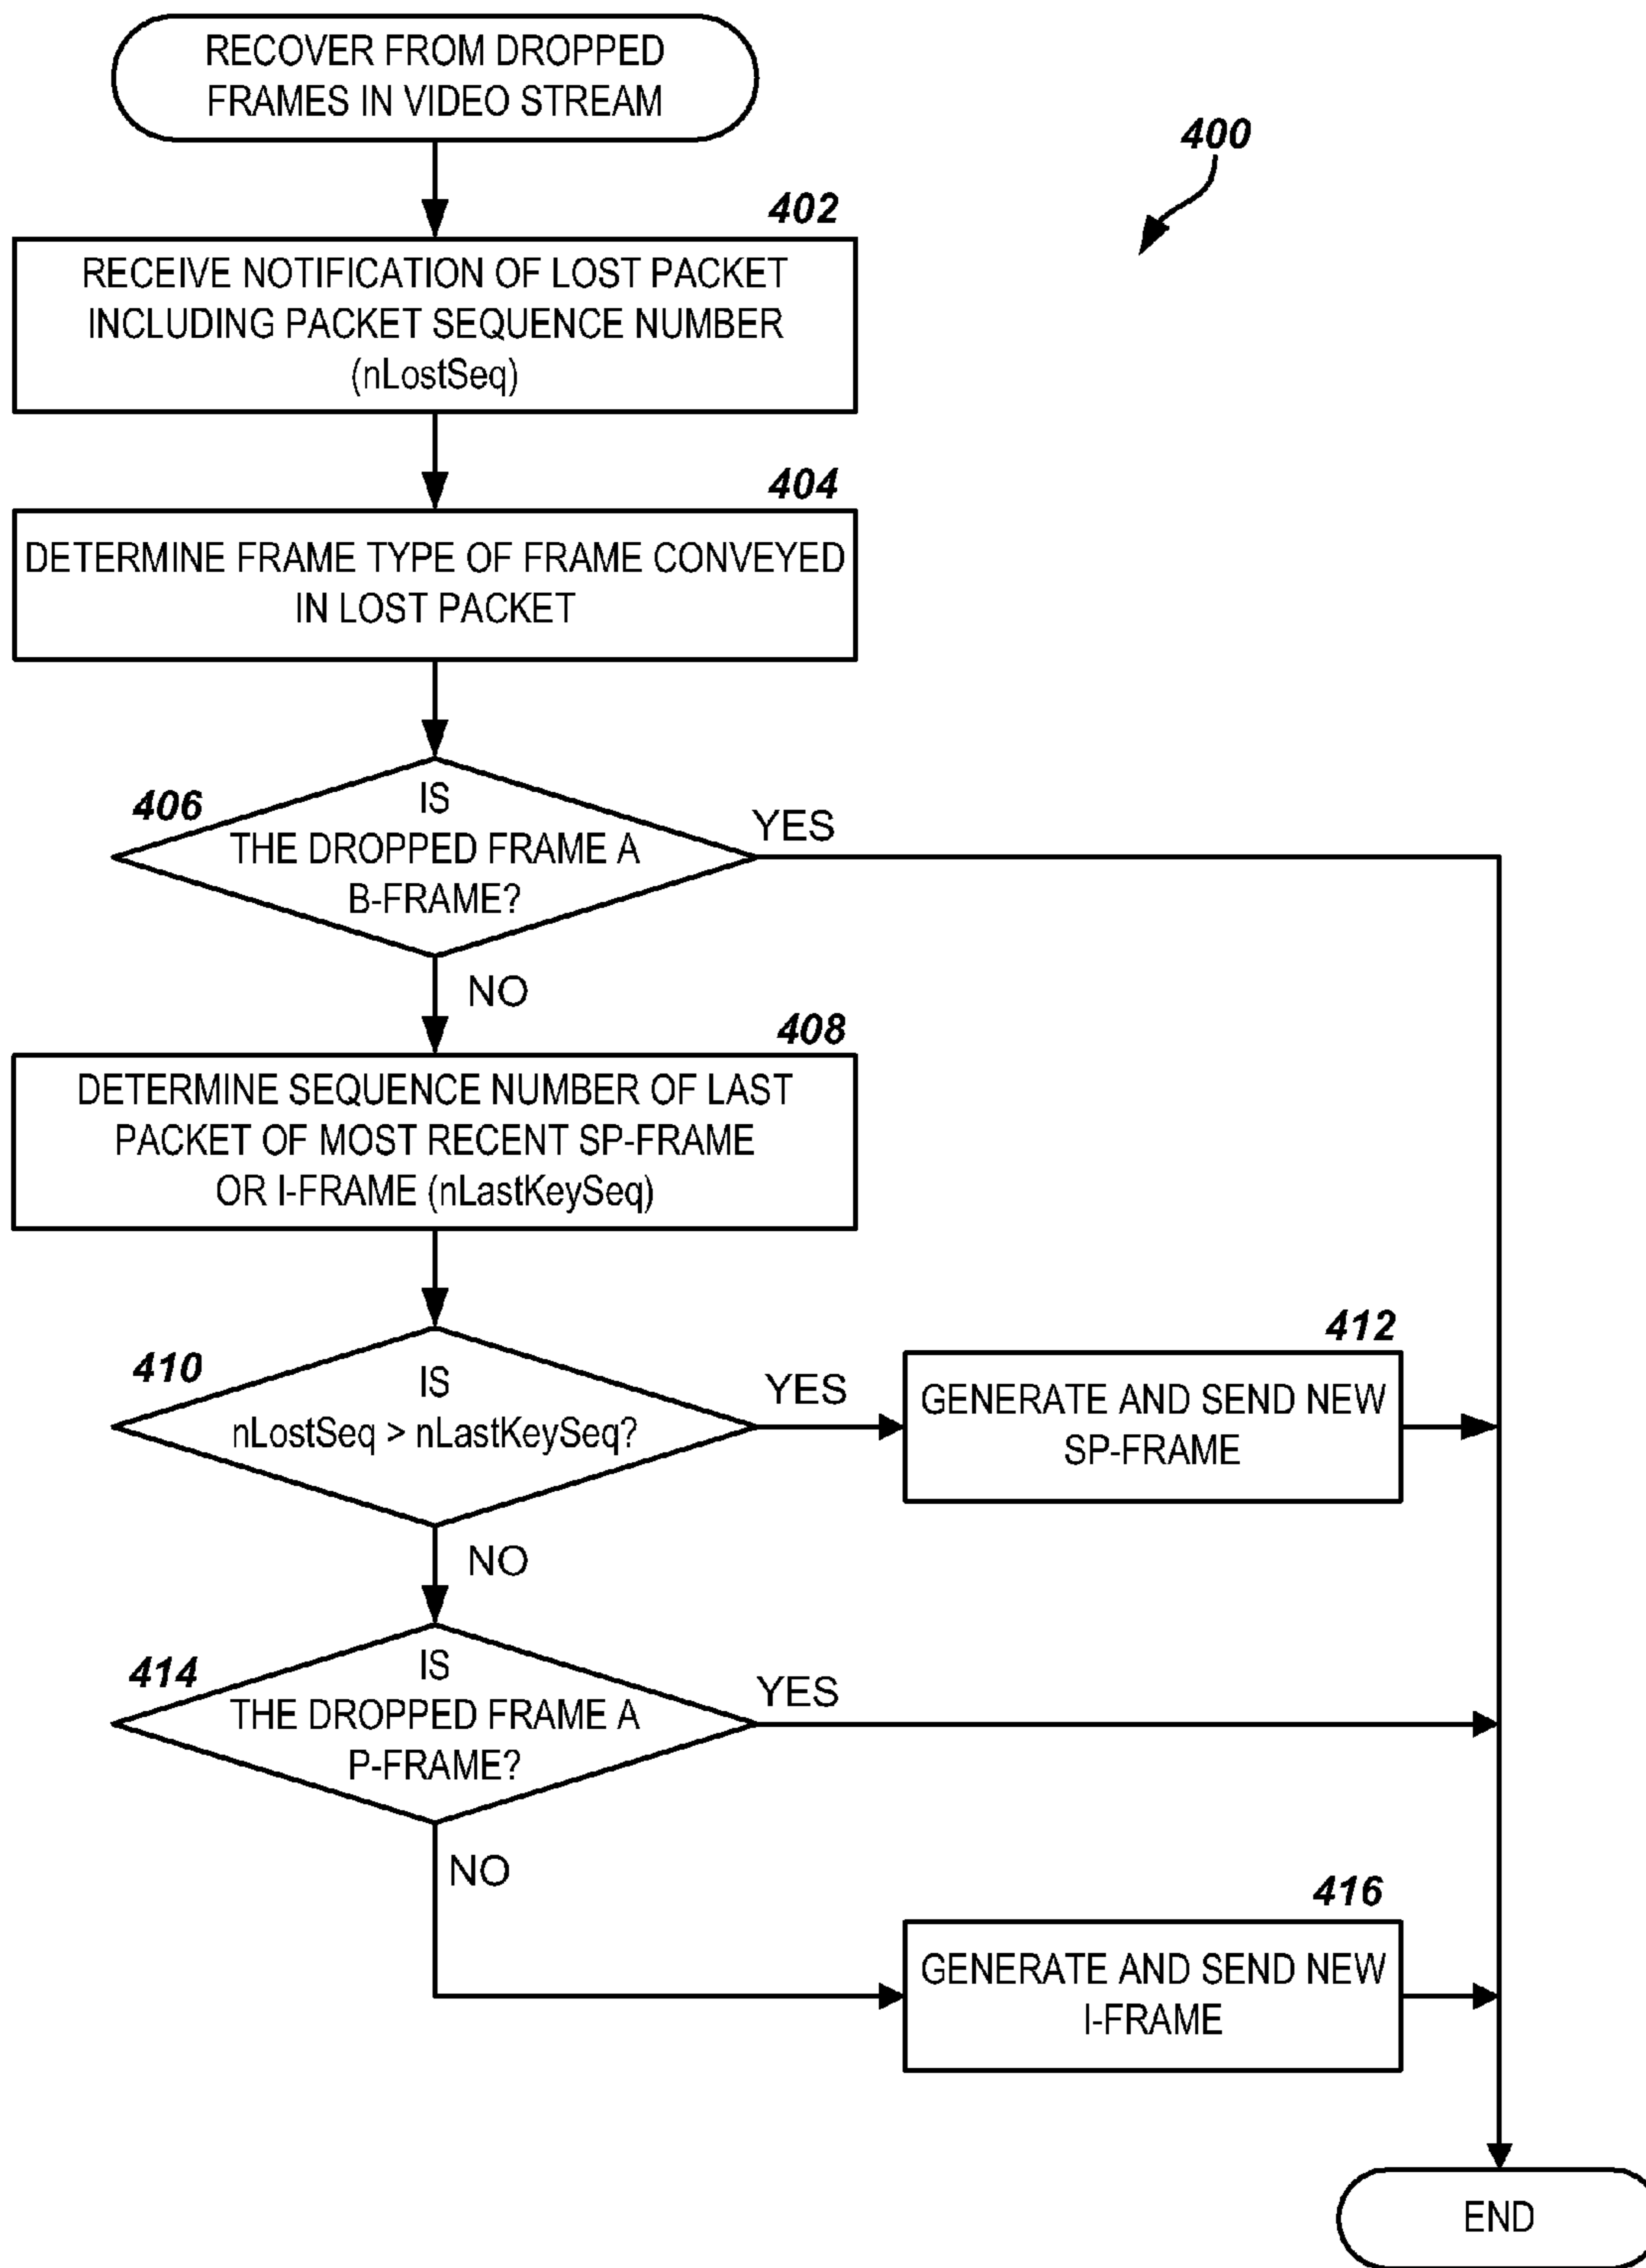 RECOVER FROM DROPPED
FRAMES IN VIDEO STREAM
400
402
RECEIVE NOTIFICATION OF LOST PACKET
INCLUDING PACKET SEQUENCE NUMBER
(nLostSeq)
404
DETERMINE FRAME TYPE OF FRAME CONVEYED
IN LOST PACKET
406
IS
THE DROPPED FRAME A
B-FRAME?
YES
NO
408
DETERMINE SEQUENCE NUMBER OF LAST
PACKET OF MOST RECENT SP-FRAME
OR I-FRAME (nLastKeySeq)
410
IS
nLostSeq > nLastKeySeq?
YES
412
GENERATE AND SEND NEW
SP-FRAME
NO
414
IS
THE DROPPED FRAME A
P-FRAME?
YES
NO
416
GENERATE AND SEND NEW
I-FRAME
END